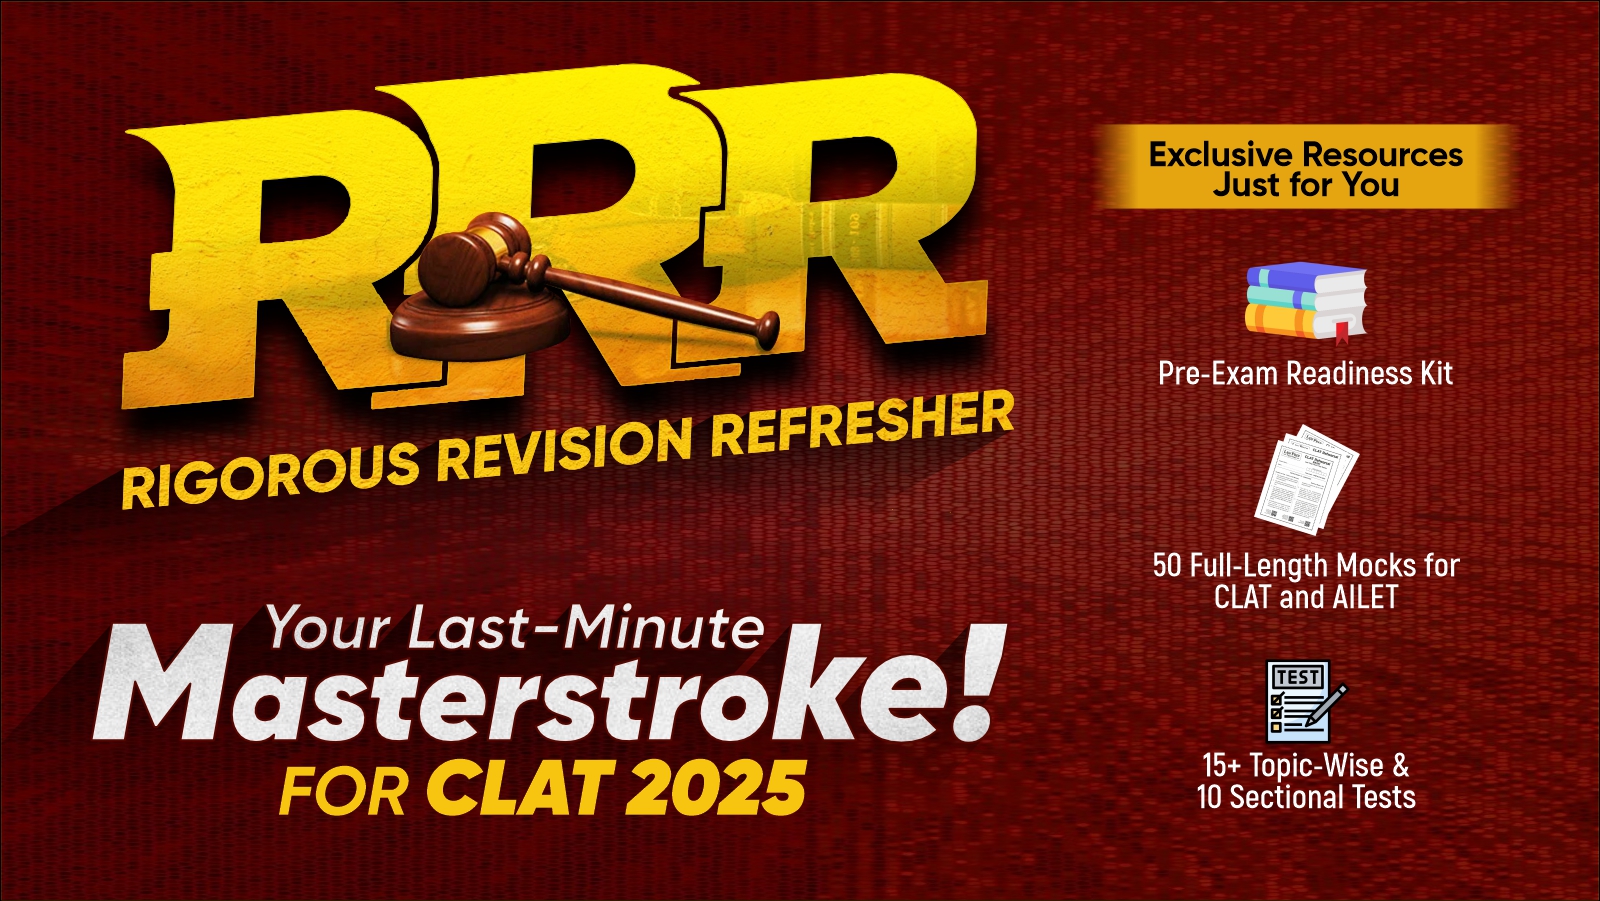 RRR
RIGOROUS REVISION REFRESHER
Your Last-Minute
Masterstroke!
FOR CLAT 2025
Exclusive Resources
Just for You
Pre-Exam Readiness Kit
50 Full-Length Mocks for
CLAT and AILET
TEST
15+ Topic-Wise &
10 Sectional Tests